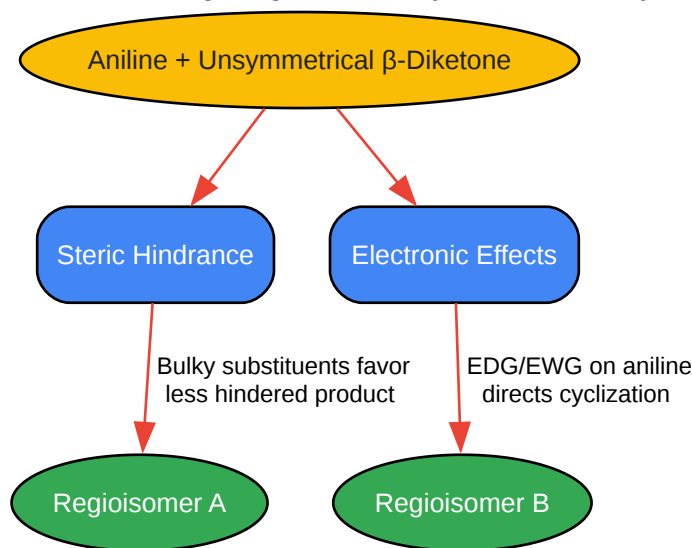 Aniline + Unsymmetrical β-Diketone
Steric Hindrance
Electronic Effects
Bulky substituents favor
less hindered product
EDG/EWG on aniline
directs cyclization
Regioisomer A
Regioisomer B